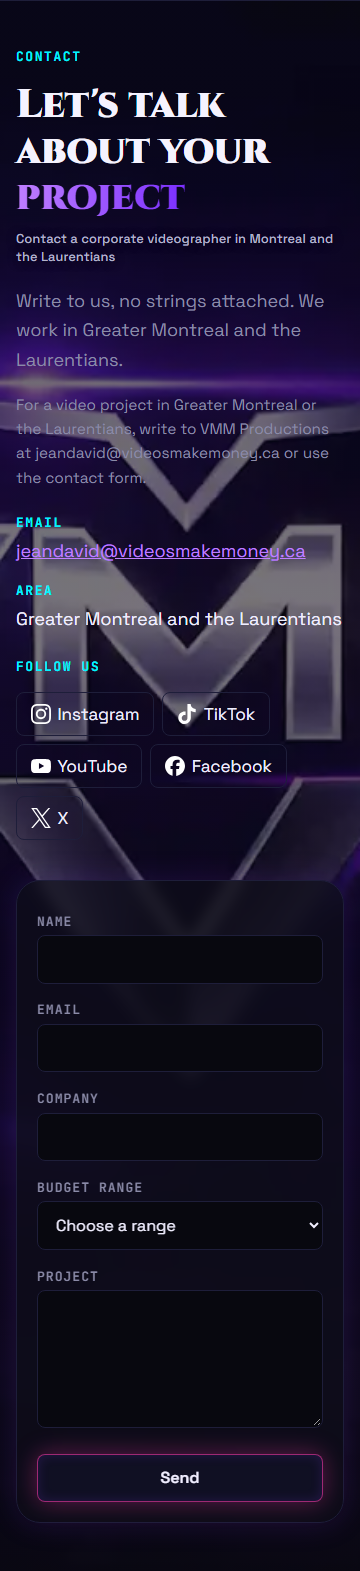 CONTACT
Let's talk
about your
project
Contact a corporate videographer in Montreal and
the Laurentians
Write to us, no strings attached. We
work in Greater Montreal and the
Laurentians.
For a video project in Greater Montreal or
the Laurentians, write to VMM Productions
at jeandavid@videosmakemoney.ca or use
the contact form.
EMAIL
jeandavid@videosmakemoney.ca
AREA
Greater Montreal and the Laurentians
FOLLOW US
Instagram
TikTok
YouTube
Facebook
X
NAME
EMAIL
COMPANY
BUDGET RANGE
Choose a range
PROJECT
Send